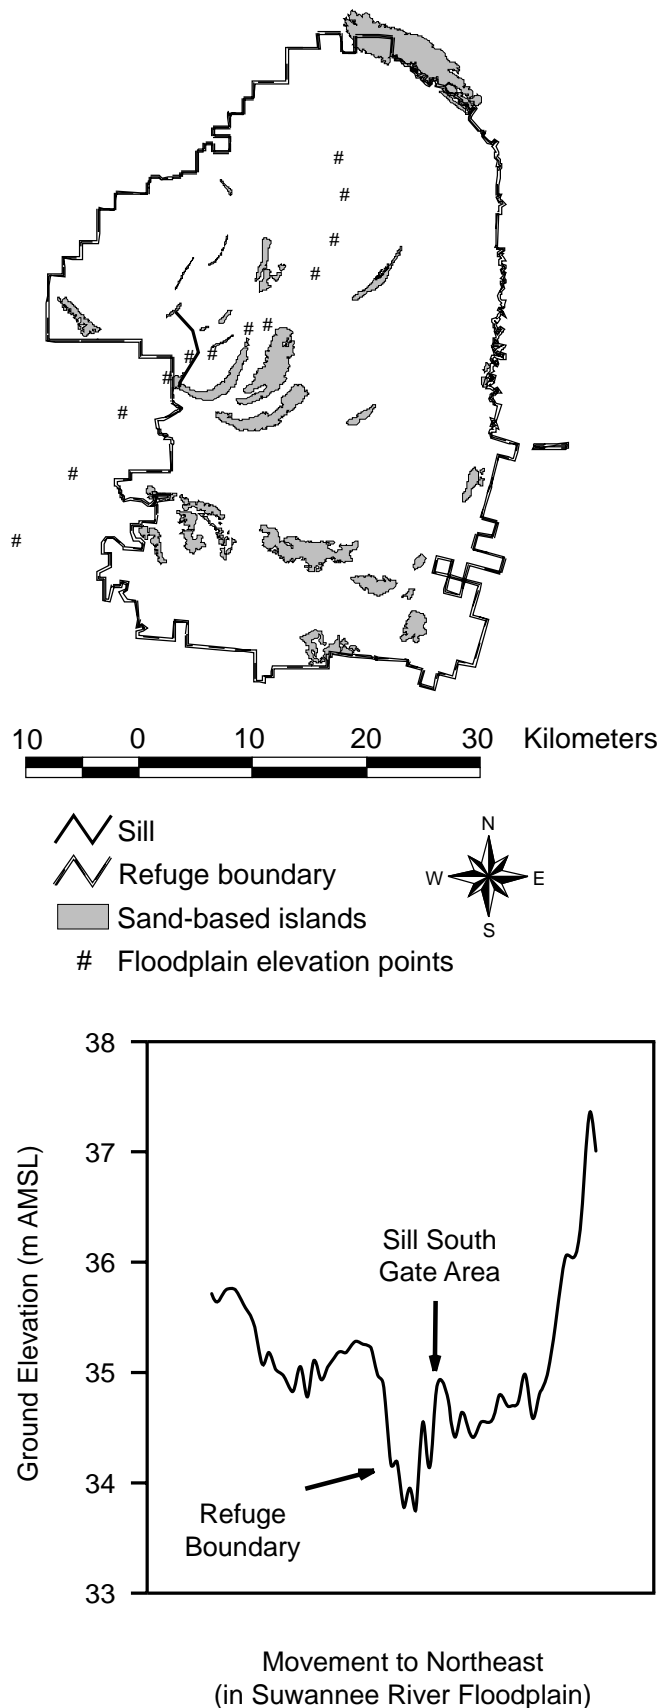 #
#
#
#
# #
# #
#
#
#
#
10 0 10 20 30 Kilometers
Sill
Refuge boundary
Sand-based islands
# Floodplain elevation points
N
W E
S
38
37
36
35
34
33
Ground Elevation (m AMSL)
Sill South
Gate Area
Refuge
Boundary
Movement to Northeast
(in Suwannee River Floodplain)